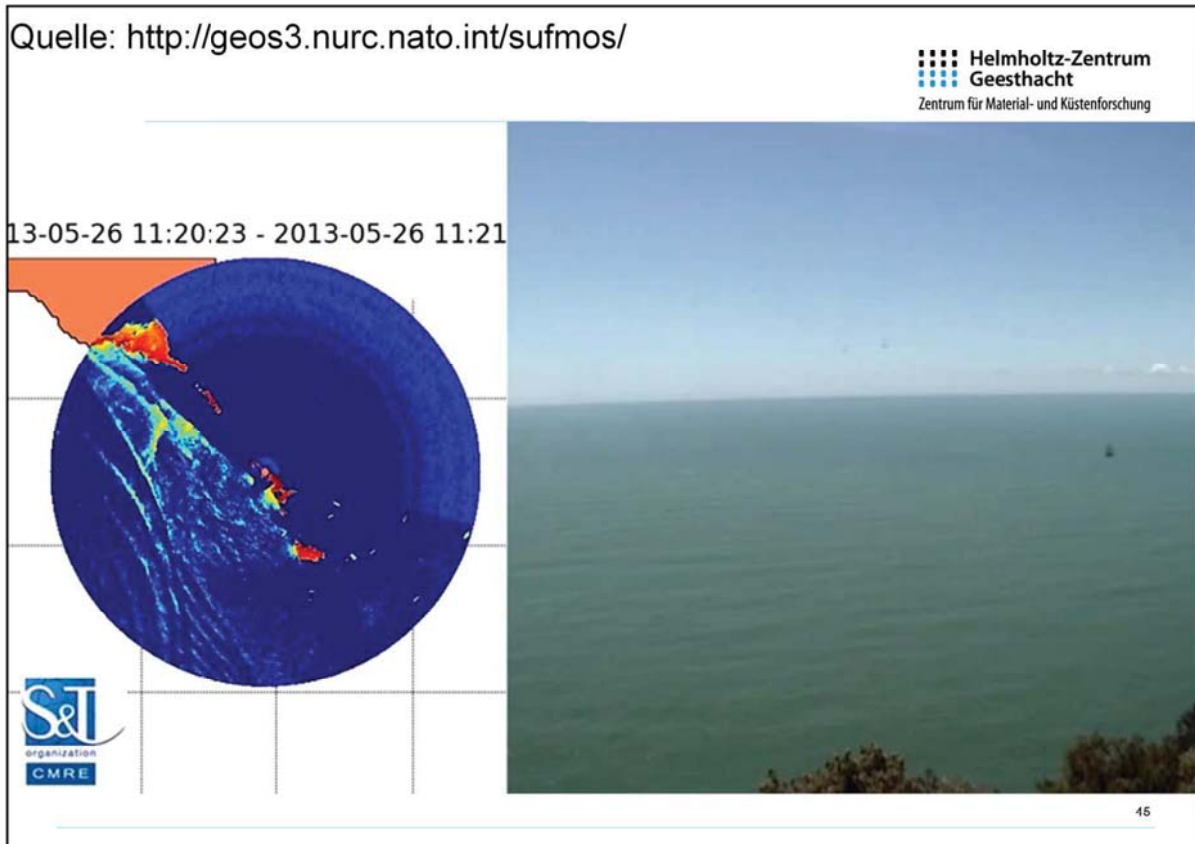 Quelle: http://geos3.nurc.nato.int/sufmos/
Helmholtz-Zentrum
Geesthacht
Zentrum für Material- und Küstenforschung
13-05-26 11:20:23 - 2013-05-26 11:21
S&T
organization
CMRE
45